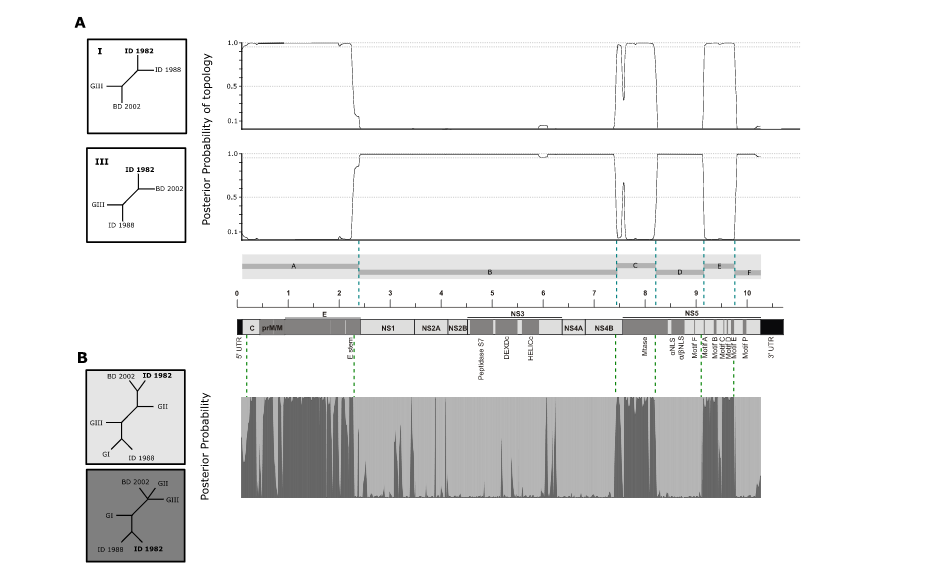 A
I
ID 1982
ID 1988
GIII
BD 2002
Posterior Probability of topology
1.0
0.5
0.1
III
ID 1982
BD 2002
GIII
ID 1988
1.0
0.5
0.1
A
B
C
D
E
F
0 1 2 3 4 5 6 7 8 9 10
E
NS3
NS5
C
prM/M
NS1
NS2A
NS2B
NS4A
NS4B
5' UTR
E stem
Peptidase S7
DEXDc
HELICc
Mtase
αNLS
α/βNLS
Motif F
Motif A
Motif B
Motif C
Motif D
Motif E
Motif P
3' UTR
B
BD 2002
ID 1982
GII
GIII
GI
ID 1988
Posterior Probability
BD 2002
GII
GIII
GI
ID 1988
ID 1982